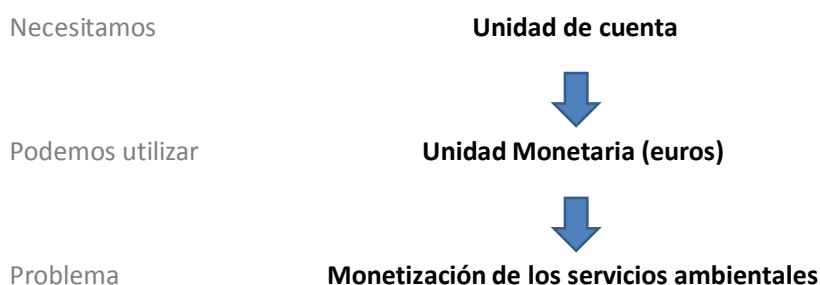 Necesitamos Unidad de cuenta
Podemos utilizar Unidad Monetaria (euros)
Problema Monetización de los servicios ambientales